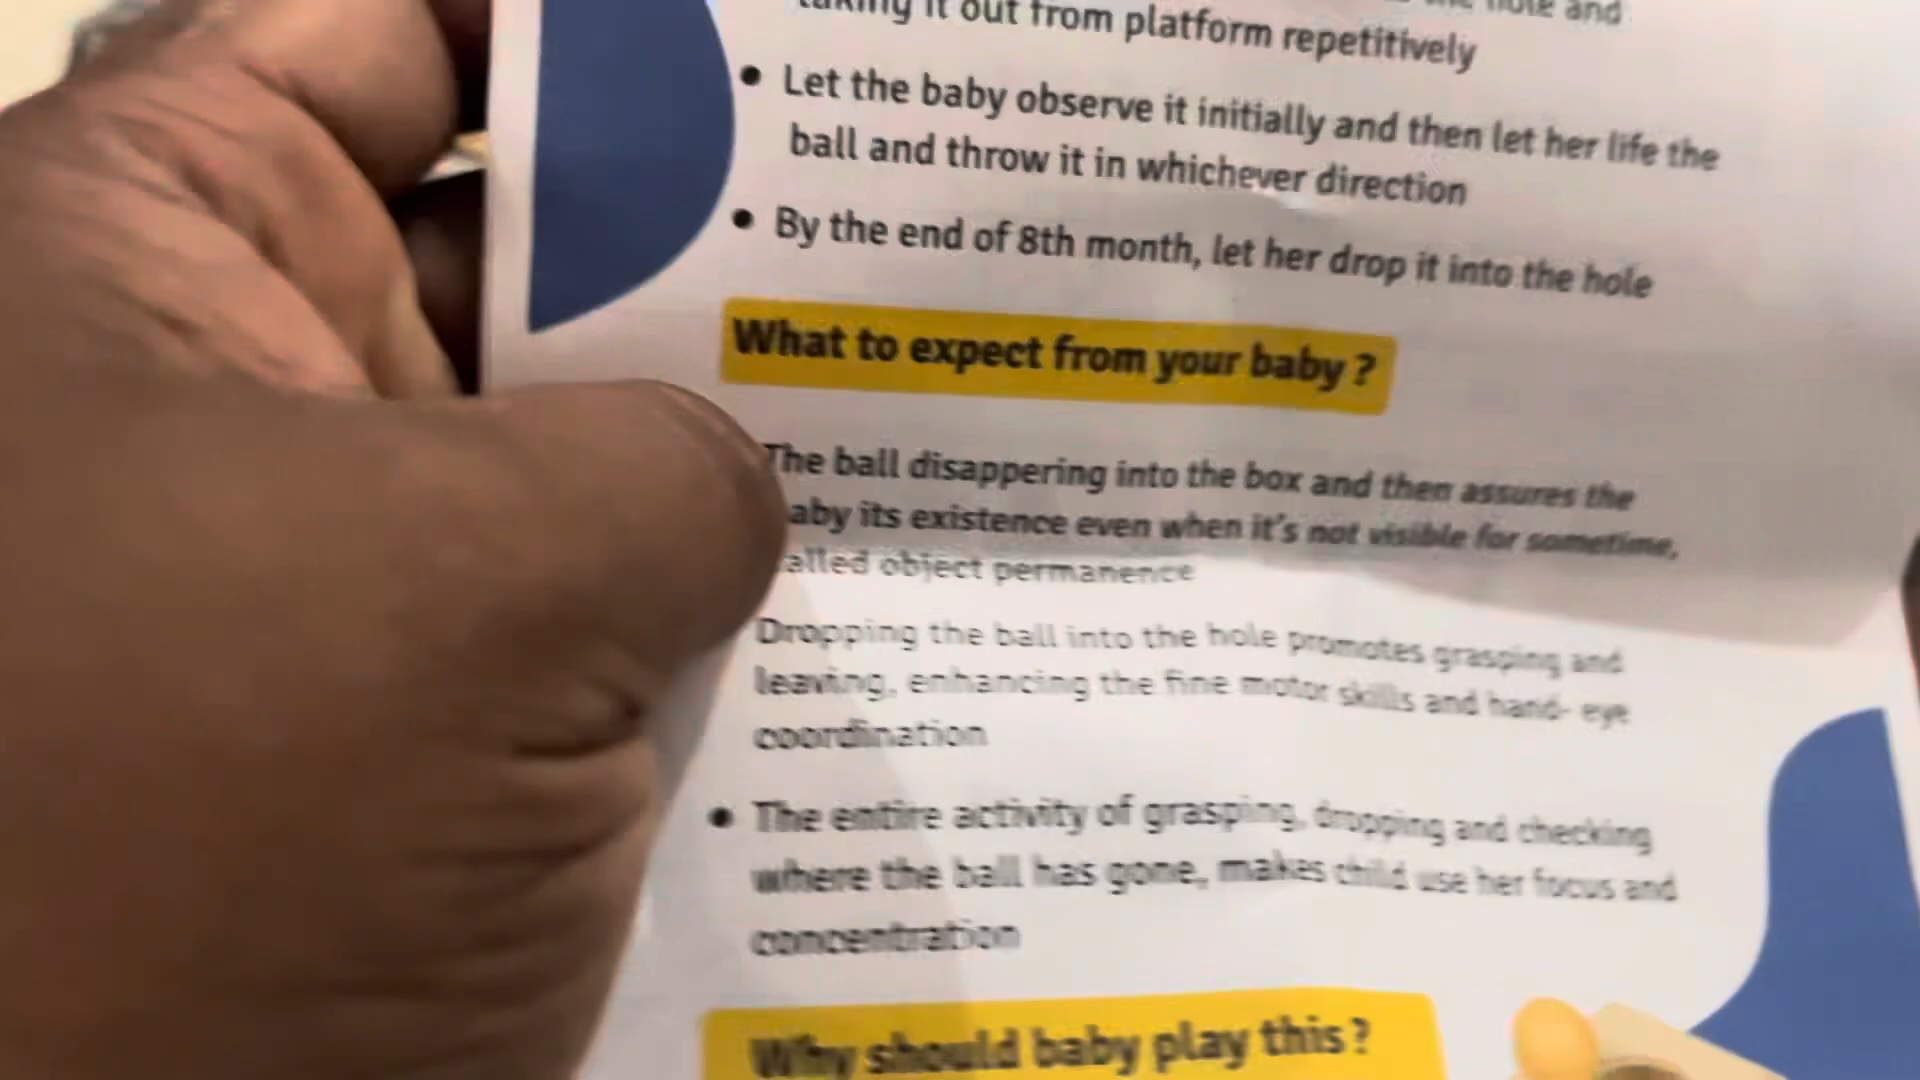 taking it out from platform repetitively
hole and
• Let the baby observe it initially and then let her life the
ball and throw it in whichever direction
• By the end of 8th month, let her drop it into the hole
What to expect from your baby ?
The ball disappering into the box and then assures the
aby its existence even when it's not visible for sometime,
alled object permanence
Dropping the ball into the hole promotes grasping and
leaving, enhancing the fine motor skills and hand- eye
coordination
• The entire activity of grasping, dropping and checking
where the ball has gone, makes child use her focus and
concentration
Why should baby play this ?